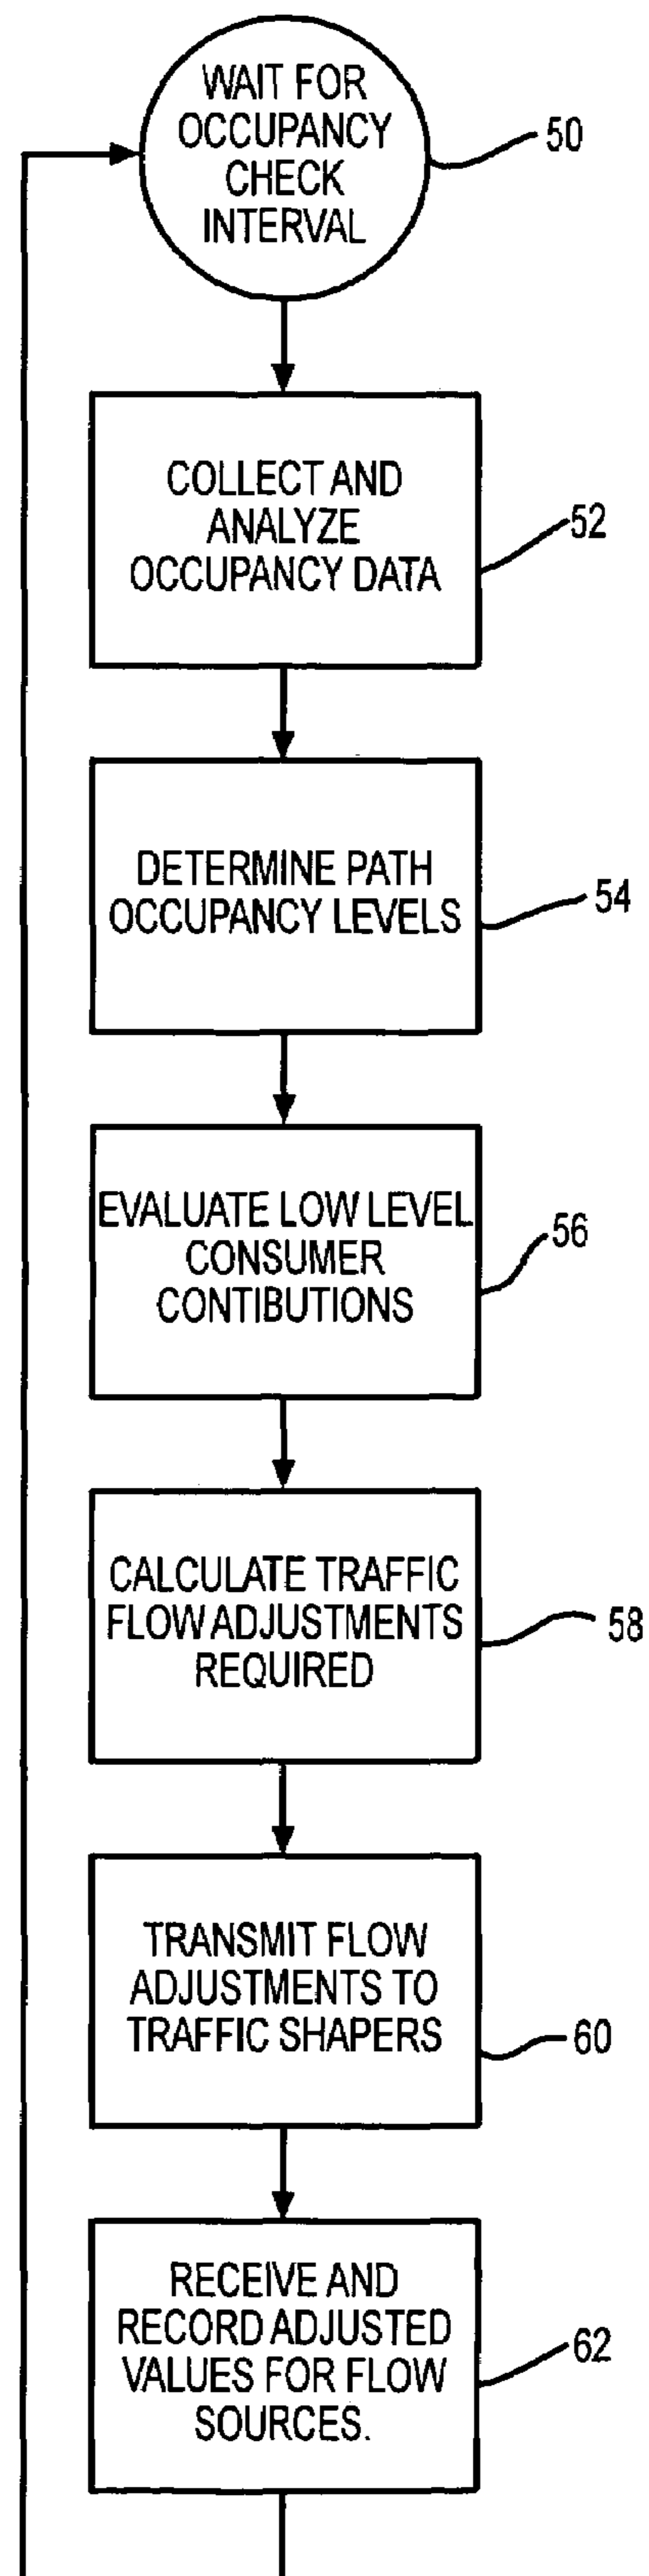 WAIT FOR
OCCUPANCY
CHECK
INTERVAL
50
COLLECT AND
ANALYZE
OCCUPANCY DATA
52
DETERMINE PATH
OCCUPANCY LEVELS
54
EVALUATE LOW LEVEL
CONSUMER
CONTIBUTIONS
56
CALCULATE TRAFFIC
FLOW ADJUSTMENTS
REQUIRED
58
TRANSMIT FLOW
ADJUSTMENTS TO
TRAFFIC SHAPERS
60
RECEIVE AND
RECORD ADJUSTED
VALUES FOR FLOW
SOURCES.
62